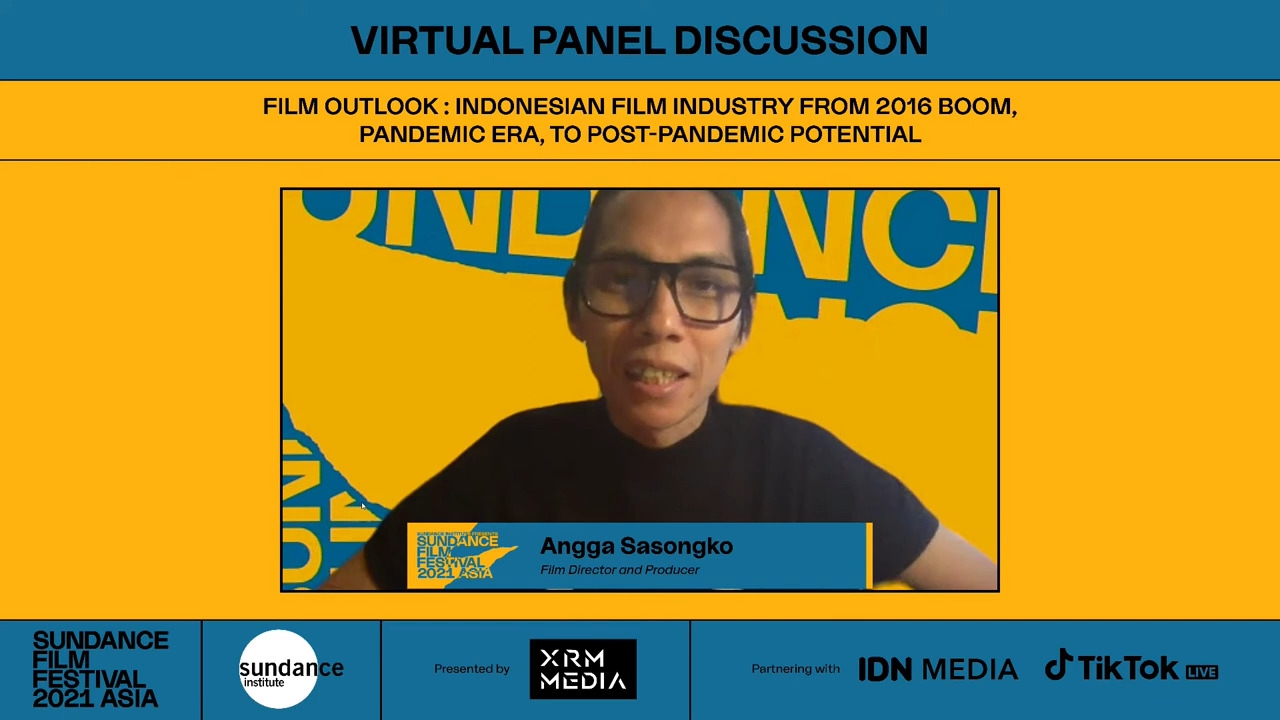 VIRTUAL PANEL DISCUSSION
FILM OUTLOOK : INDONESIAN FILM INDUSTRY FROM 2016 BOOM,
PANDEMIC ERA, TO POST-PANDEMIC POTENTIAL
SUNDANCE
FILM
FESTIVAL
2021 ASIA
Angga Sasongko
Film Director and Producer
SUNDANCE
FILM
FESTIVAL
2021 ASIA
sundance
institute
Presented by
XRM
MEDIA
Partnering with
IDN MEDIA
TikTok LIVE